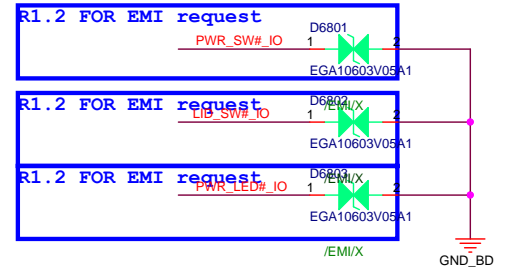 R1.2 FOR EMI request
D6801
PWR_SW#_IO
1
2
EGA10603V05A1
R1.2 FOR EMI request
D6802
/EMI/X
LID_SW#_IO
1
2
EGA10603V05A1
R1.2 FOR EMI request
D6803
/EMI/X
PWR_LED#_IO
1
2
EGA10603V05A1
/EMI/X
GND_BD